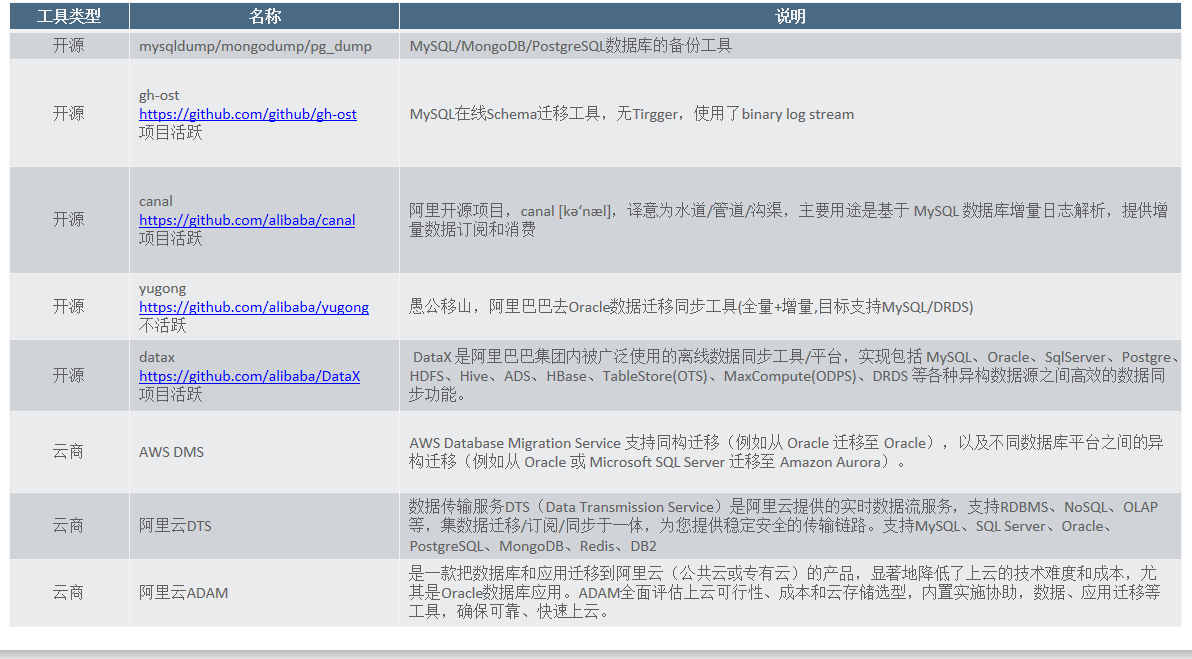 工具类型 名称 说明
开源 mysqldump/mongodump/pg_dump MySQL/MongoDB/PostgreSQL数据库的备份工具
gh-ost
开源 https://github.com/github/gh-ost MySQL在线Schema迁移工具，无Tirgger，使用了binary log stream
项目活跃
canal
开源 https://github.com/alibaba/canal 阿里开源项目，canal [kə'næl]，译意为水道/管道/沟渠，主要用途是基于 MySQL 数据库增量日志解析，提供增
项目活跃 量数据订阅和消费
yugong
开源 https://github.com/alibaba/yugong 愚公移山，阿里巴巴去Oracle数据迁移同步工具(全量+增量,目标支持MySQL/DRDS)
不活跃
datax DataX 是阿里巴巴集团内被广泛使用的离线数据同步工具/平台，实现包括 MySQL、Oracle、SqlServer、Postgre、
开源 https://github.com/alibaba/DataX HDFS、Hive、ADS、HBase、TableStore(OTS)、MaxCompute(ODPS)、DRDS 等各种异构数据源之间高效的数据同
项目活跃 步功能。
云商 AWS DMS AWS Database Migration Service 支持同构迁移（例如从 Oracle 迁移至 Oracle），以及不同数据库平台之间的异
构迁移（例如从 Oracle 或 Microsoft SQL Server 迁移至 Amazon Aurora）。
数据传输服务DTS（Data Transmission Service）是阿里云提供的实时数据流服务，支持RDBMS、NoSQL、OLAP
云商 阿里云DTS 等，集数据迁移/订阅/同步于一体，为您提供稳定安全的传输链路。支持MySQL、SQL Server、Oracle、
PostgreSQL、MongoDB、Redis、DB2
是一款把数据库和应用迁移到阿里云（公共云或专有云）的产品，显著地降低了上云的技术难度和成本，尤
云商 阿里云ADAM 其是Oracle数据库应用。ADAM全面评估上云可行性、成本和云存储选型，内置实施协助，数据、应用迁移等
工具，确保可靠、快速上云。